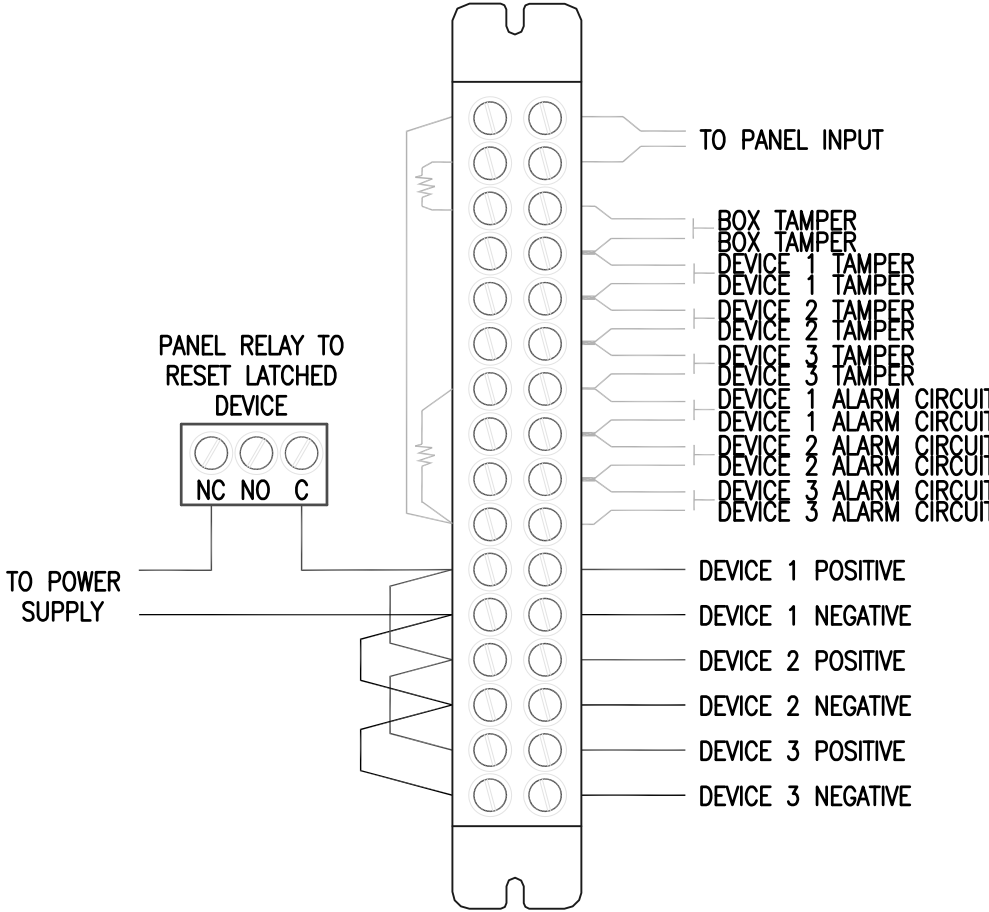 TO PANEL INPUT
BOX TAMPER
BOX TAMPER
DEVICE 1 TAMPER
DEVICE 1 TAMPER
DEVICE 2 TAMPER
DEVICE 2 TAMPER
DEVICE 3 TAMPER
DEVICE 3 TAMPER
DEVICE 1 ALARM CIRCUIT
DEVICE 1 ALARM CIRCUIT
DEVICE 2 ALARM CIRCUIT
DEVICE 2 ALARM CIRCUIT
DEVICE 3 ALARM CIRCUIT
DEVICE 3 ALARM CIRCUIT
PANEL RELAY TO
RESET LATCHED
DEVICE
NC NO C
TO POWER
SUPPLY
DEVICE 1 POSITIVE
DEVICE 1 NEGATIVE
DEVICE 2 POSITIVE
DEVICE 2 NEGATIVE
DEVICE 3 POSITIVE
DEVICE 3 NEGATIVE